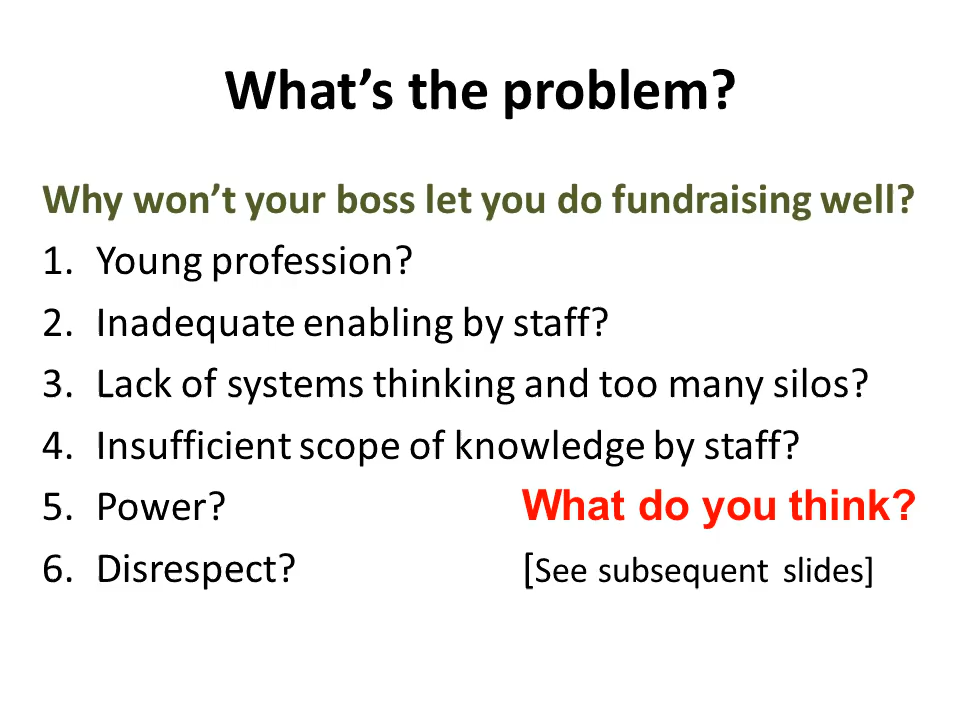 What’s the problem?
Why won’t your boss let you do fundraising well?
1. Young profession?
2. Inadequate enabling by staff?
3. Lack of systems thinking and too many silos?
4. Insufficient scope of knowledge by staff?
5. Power? What do you think?
6. Disrespect? [See subsequent slides]